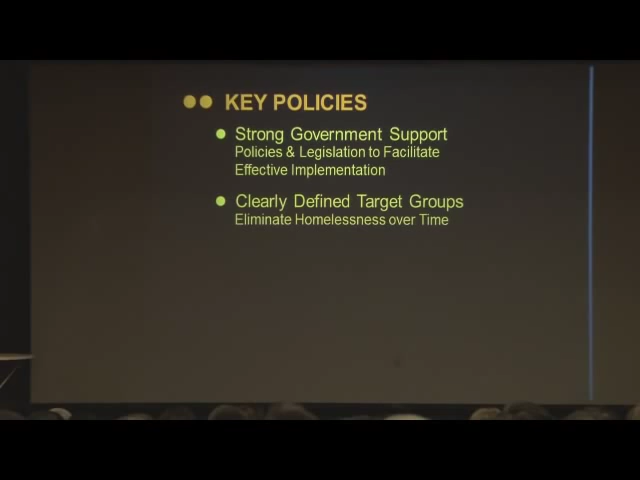 KEY POLICIES
Strong Government Support
Policies & Legislation to Facilitate
Effective Implementation
Clearly Defined Target Groups
Eliminate Homelessness over Time